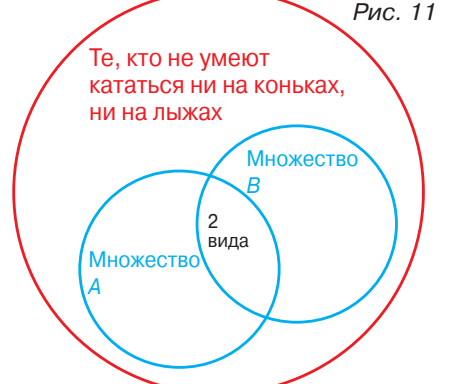 Рис. 11
Те, кто не умеют
кататься ни на коньках,
ни на лыжах
Множество
B
2
вида
Множество
A